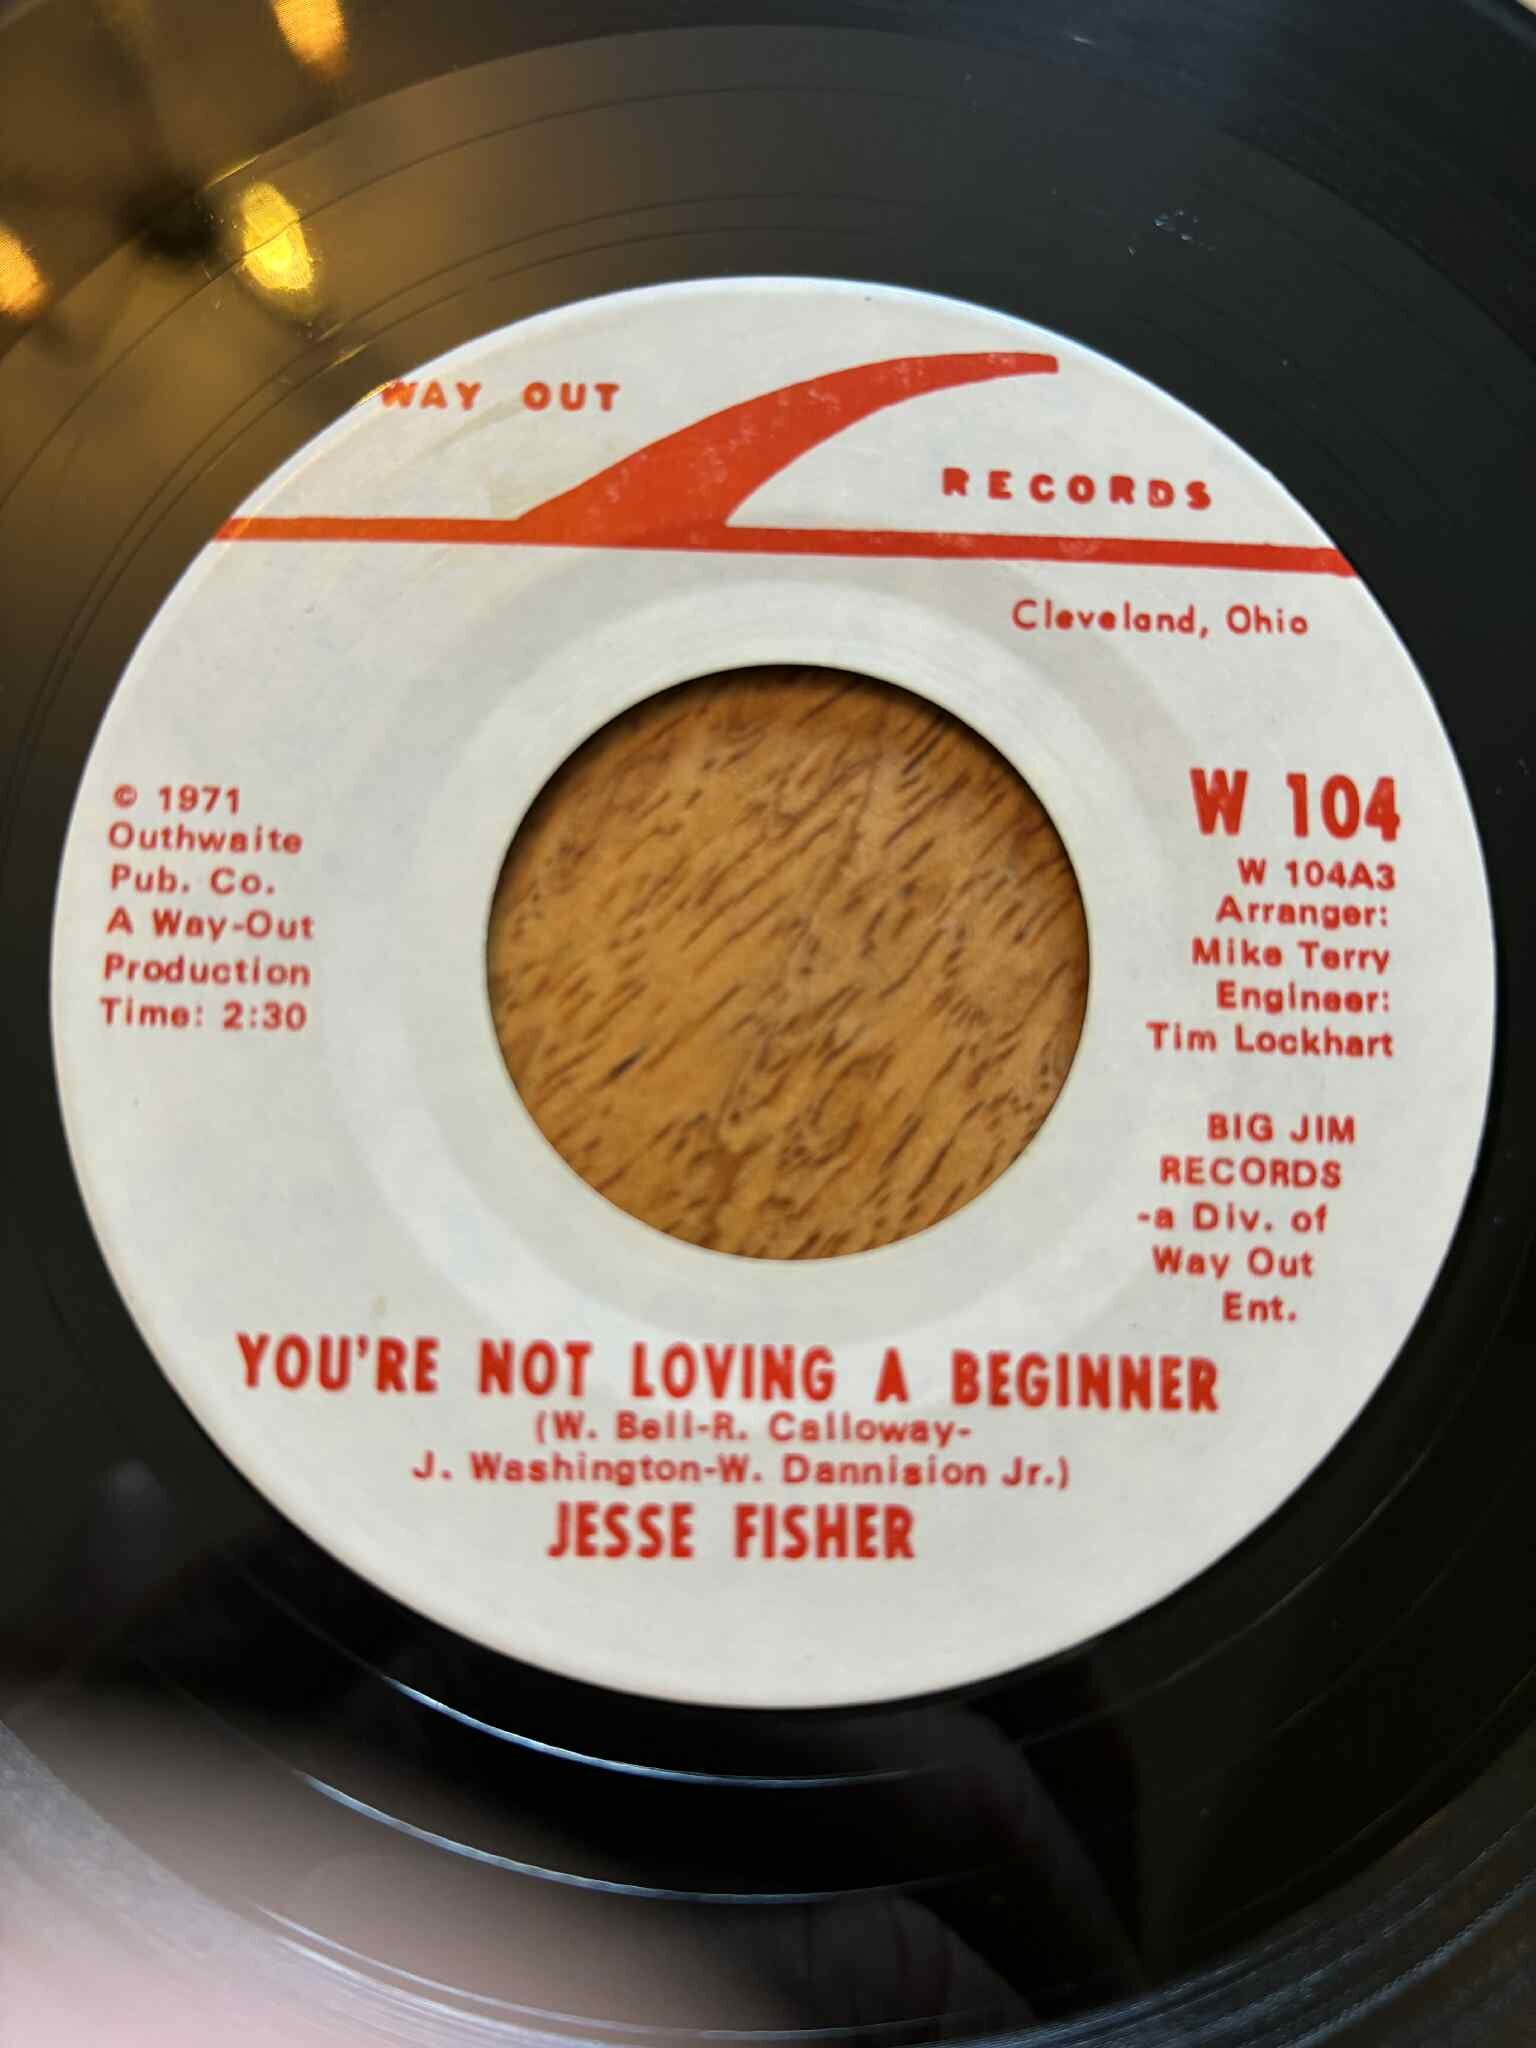 WAY OUT
RECORDS
Cleveland, Ohio
© 1971
Outhwaite
Pub. Co.
A Way-Out
Production
Time: 2:30
W 104
W 104A3
Arranger:
Mike Terry
Engineer:
Tim Lockhart
BIG JIM
RECORDS
-a Div. of
Way Out
Ent.
YOU'RE NOT LOVING A BEGINNER
(W. Bell-R. Calloway-
J. Washington-W. Dannision Jr.)
JESSE FISHER